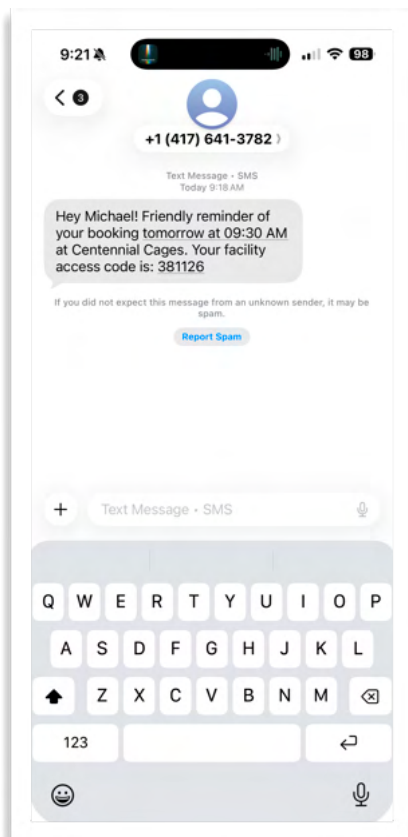 9:21
98
3
+1 (417) 641-3782
Text Message • SMS
Today 9:18 AM
Hey Michael! Friendly reminder of
your booking tomorrow at 09:30 AM
at Centennial Cages. Your facility
access code is: 381126
If you did not expect this message from an unknown sender, it may be
spam.
Report Spam
Text Message • SMS
Q W E R T Y U I O P
A S D F G H J K L
Z X C V B N M
123